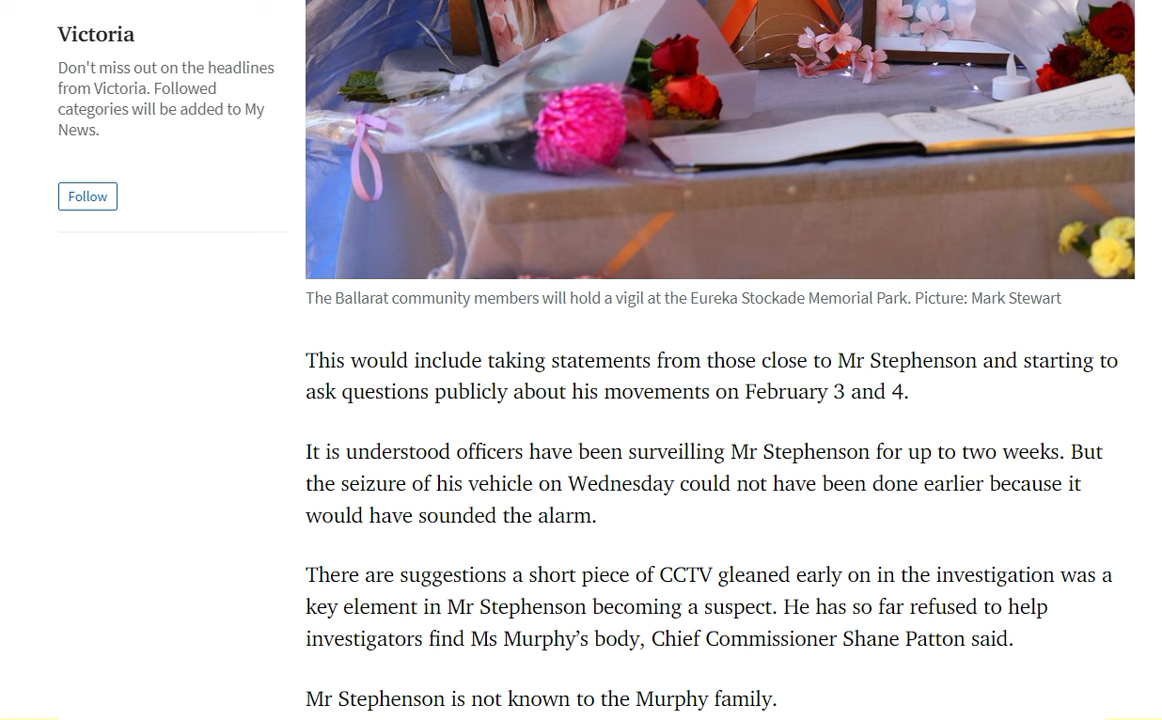 Victoria
Don't miss out on the headlines
from Victoria. Followed
categories will be added to My
News.
Follow
The Ballarat community members will hold a vigil at the Eureka Stockade Memorial Park. Picture: Mark Stewart
This would include taking statements from those close to Mr Stephenson and starting to
ask questions publicly about his movements on February 3 and 4.
It is understood officers have been surveilling Mr Stephenson for up to two weeks. But
the seizure of his vehicle on Wednesday could not have been done earlier because it
would have sounded the alarm.
There are suggestions a short piece of CCTV gleaned early on in the investigation was a
key element in Mr Stephenson becoming a suspect. He has so far refused to help
investigators find Ms Murphy’s body, Chief Commissioner Shane Patton said.
Mr Stephenson is not known to the Murphy family.